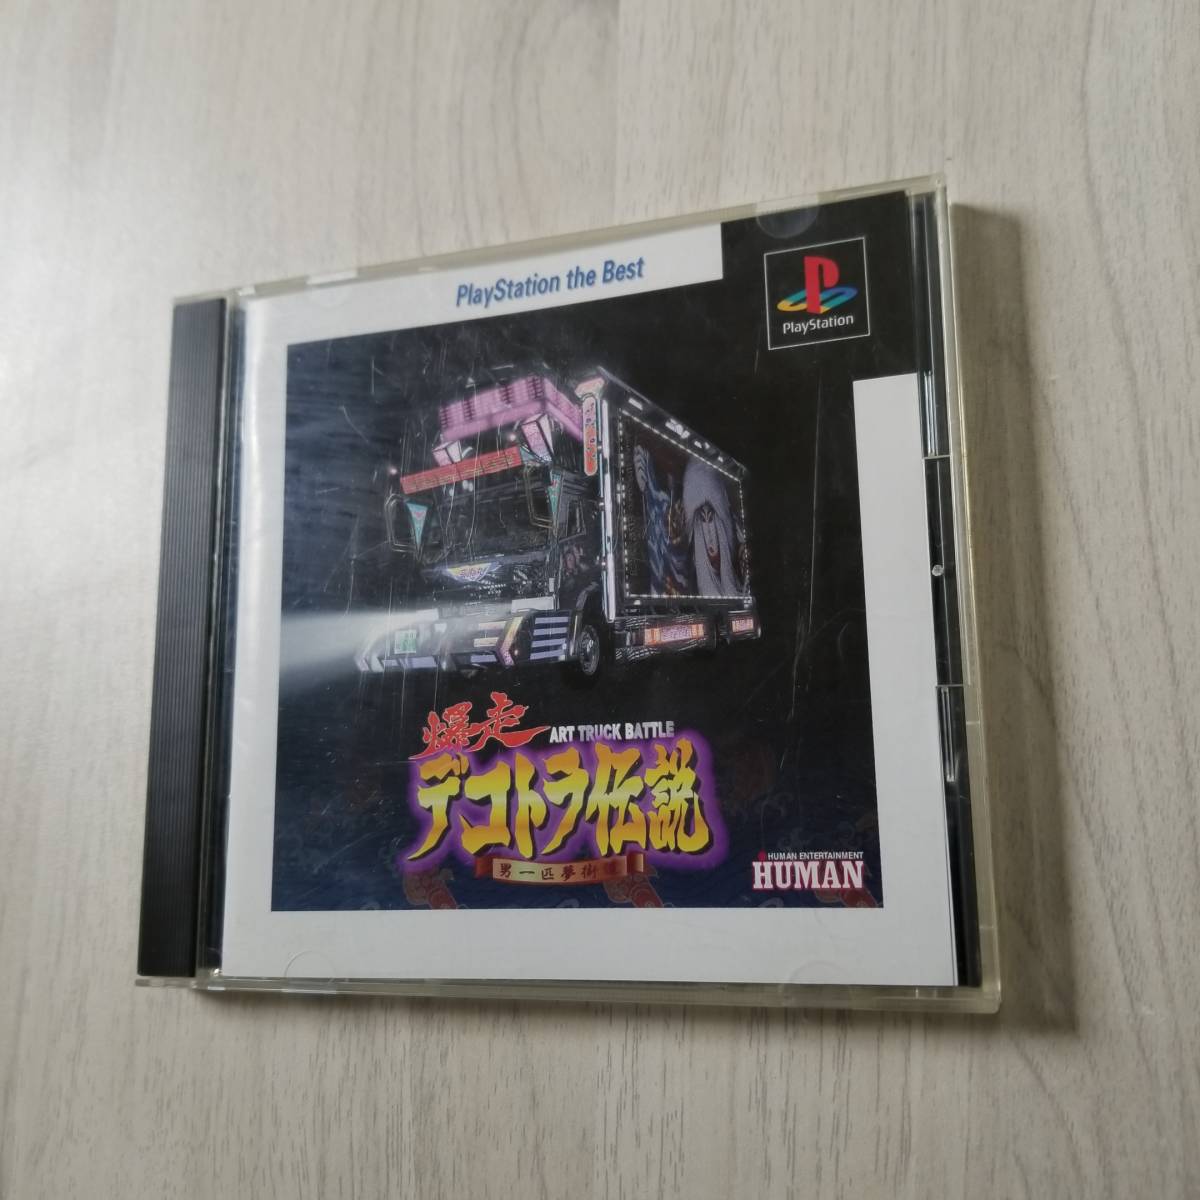 PlayStation the Best
PlayStation
爆走
ART TRUCK BATTLE
デコトラ伝説
男一匹夢街道
HUMAN ENTERTAINMENT
HUMAN